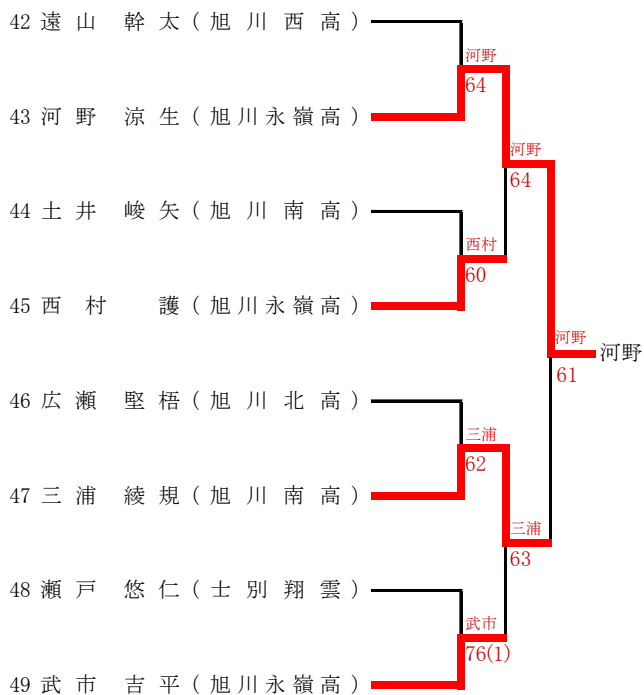 42 遠山 幹太(旭川西高)
河野
64
43 河野 涼生(旭川永嶺高)
河野
64
44 土井 峻矢(旭川南高)
西村
60
45 西村 護(旭川永嶺高)
河野
河野
61
46 広瀬 堅梧(旭川北高)
三浦
62
47 三浦 綾規(旭川南高)
三浦
63
48 瀬戸 悠仁(士別翔雲)
武市
76(1)
49 武市 吉平(旭川永嶺高)